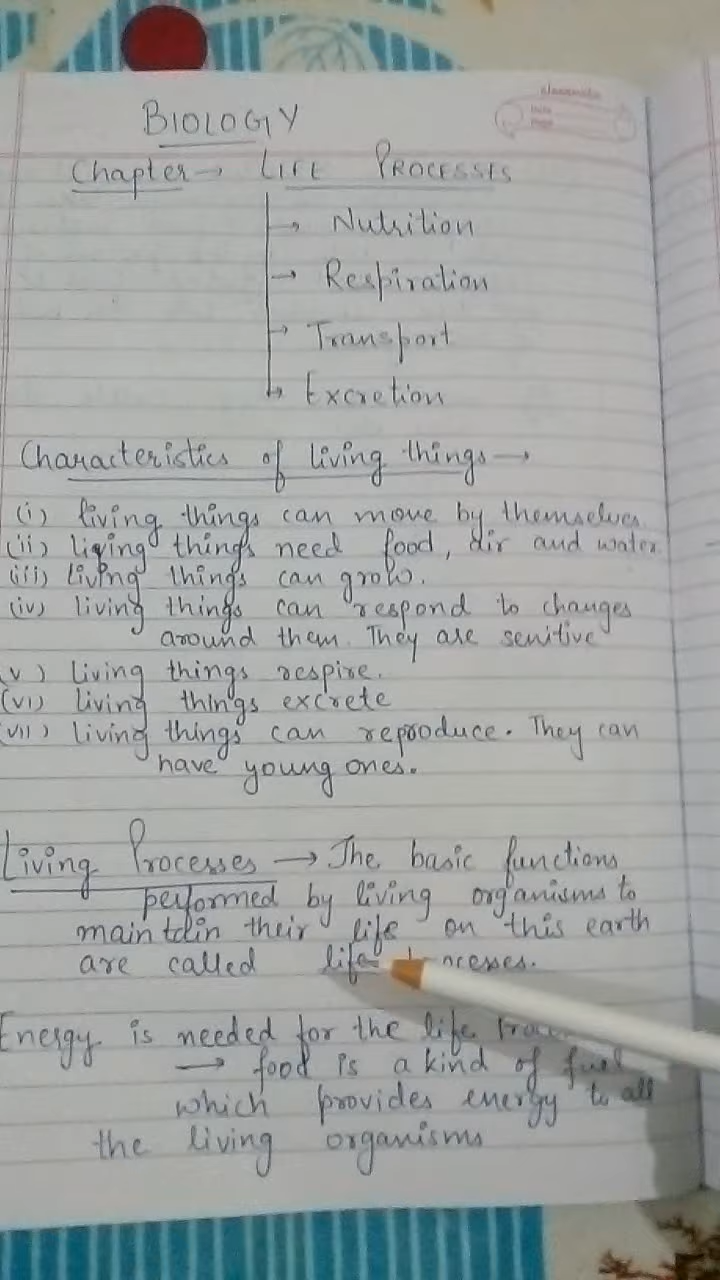 classmate
Date
Page
BIOLOGY
Chapter → LIFE PROCESSES
→ Nutrition
→ Respiration
→ Transport
→ Excretion
Characteristics of living things →
(i) living things can move by themselves
(ii) living things need food, air and water
(iii) living things can grow.
(iv) living things can respond to changes
around them. They are senitive
(v) living things respire.
(vi) living things excrete
(vii) living things can reproduce. They can
have young ones.
Living Processes → The basic functions
performed by living organisms to
maintain their life on this earth
are called life
Energy is needed for the life
→ food is a kind of fuel
which provides energy to all
the living organisms